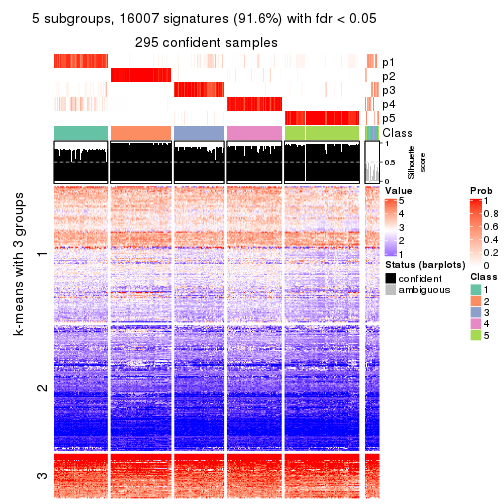 5 subgroups, 16007 signatures (91.6%) with fdr < 0.05
295 confident samples
p1
p2
p3
p4
p5
Class
1
0.5
0
Silhouette
score
k-means with 3 groups
1
2
3
Value
5
4
3
2
1
Status (barplots)
confident
ambiguous
Prob
1
0.8
0.6
0.4
0.2
0
Class
1
2
3
4
5